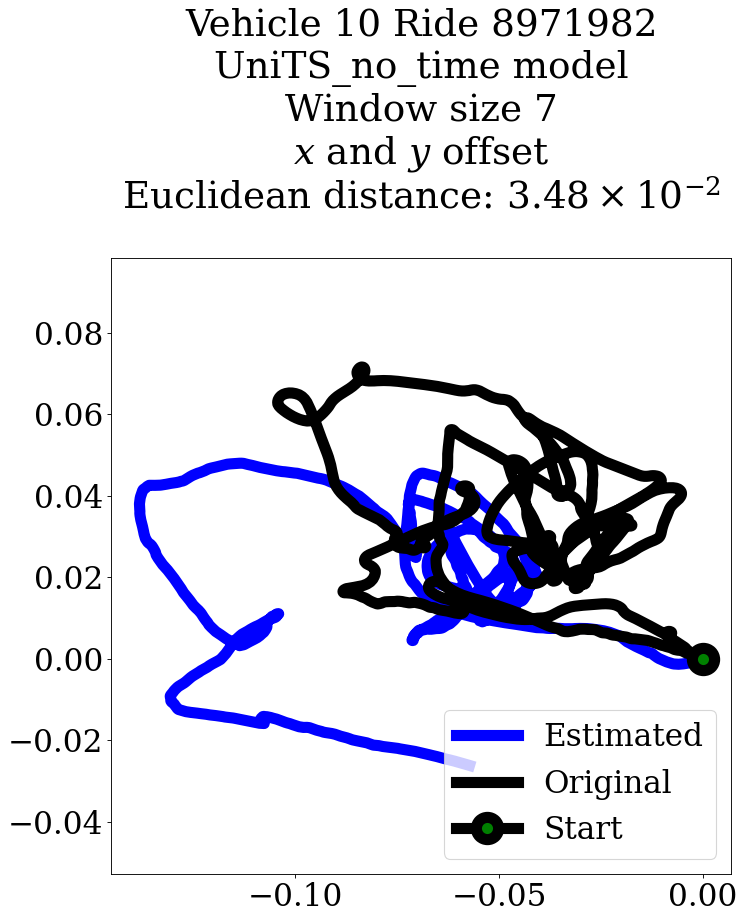 Vehicle 10 Ride 8971982
UniTS_no_time model
Window size 7
x and y offset
Euclidean distance: 3.48 × 10⁻²
0.08
0.06
0.04
0.02
0.00
−0.02
−0.04
Estimated
Original
Start
−0.10
−0.05
0.00